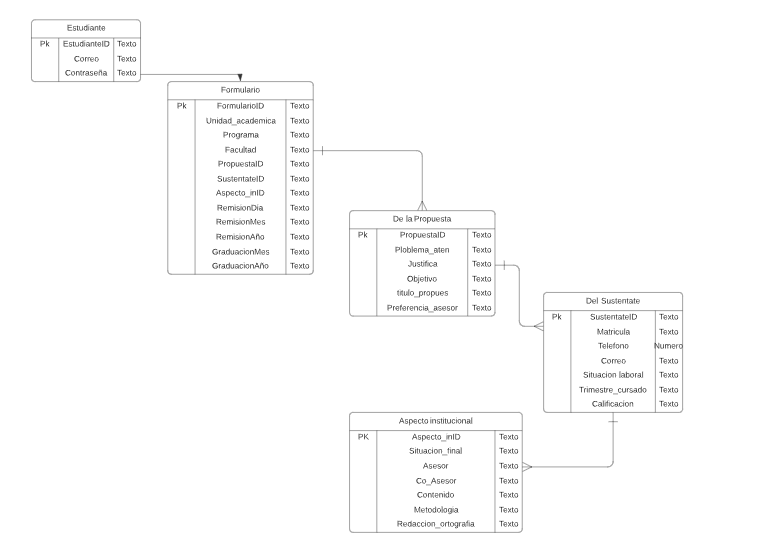 Estudiante
Pk EstudianteID Texto
Correo Texto
Contraseña Texto
Formulario
Pk FormularioID Texto
Unidad_academica Texto
Programa Texto
Facultad Texto
PropuestaID Texto
SustentateID Texto
Aspecto_inID Texto
RemisionDia Texto
RemisionMes Texto
RemisionAño Texto
GraduacionMes Texto
GraduacionAño Texto
De la Propuesta
Pk PropuestaID Texto
Ploblema_aten Texto
Justifica Texto
Objetivo Texto
titulo_propues Texto
Preferencia_asesor Texto
Del Sustentate
Pk SustentateID Texto
Matricula Texto
Telefono Numero
Correo Texto
Situacion laboral Texto
Trimestre_cursado Texto
Calificacion Texto
Aspecto institucional
PK Aspecto_inID Texto
Situacion_final Texto
Asesor Texto
Co_Asesor Texto
Contenido Texto
Metodologia Texto
Redaccion_ortografia Texto